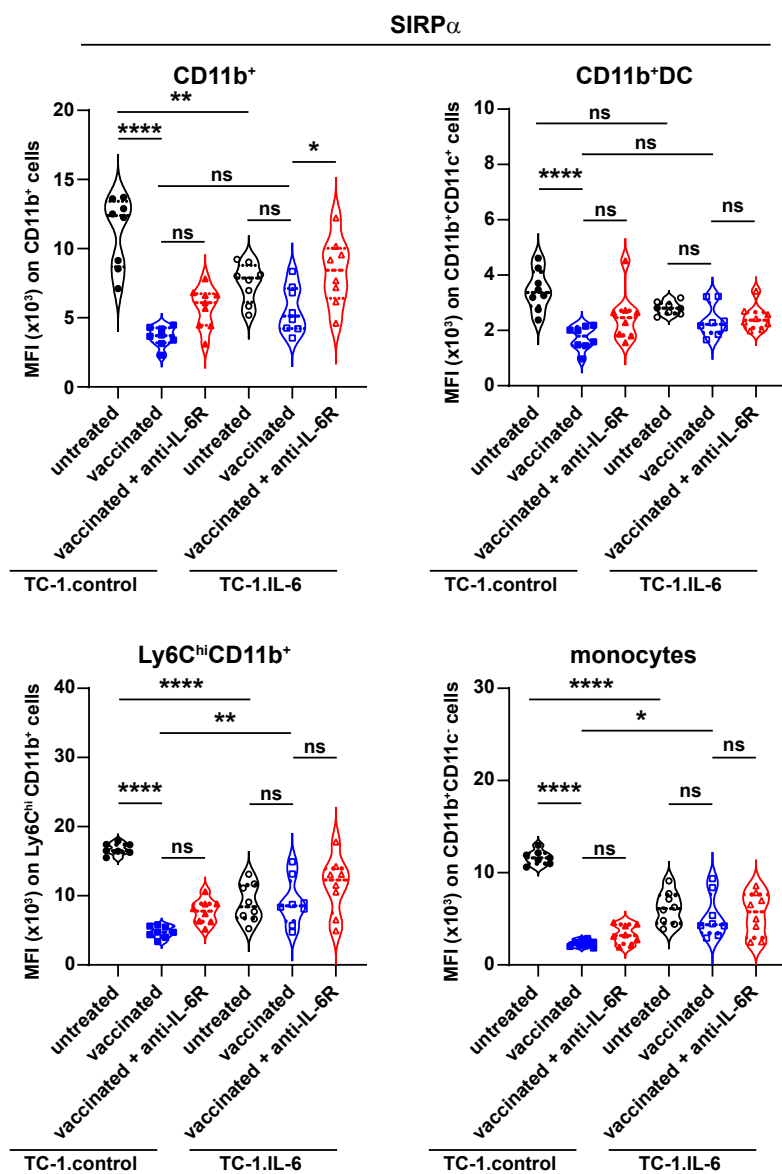 SIRPα
CD11b⁺
MFI (x10³) on CD11b⁺ cells
20
15
10
5
0
**
****
ns
ns
ns
*
untreated
vaccinated
vaccinated + anti-IL-6R
untreated
vaccinated
vaccinated + anti-IL-6R
TC-1.control
TC-1.IL-6
CD11b⁺DC
MFI (x10³) on CD11b⁺CD11c⁺ cells
10
8
6
4
2
0
ns
ns
****
ns
ns
ns
untreated
vaccinated
vaccinated + anti-IL-6R
untreated
vaccinated
vaccinated + anti-IL-6R
TC-1.control
TC-1.IL-6
Ly6Cʰⁱ CD11b⁺
MFI (x10³) on Ly6Cʰⁱ CD11b⁺ cells
40
30
20
10
0
****
**
****
ns
ns
ns
untreated
vaccinated
vaccinated + anti-IL-6R
untreated
vaccinated
vaccinated + anti-IL-6R
TC-1.control
TC-1.IL-6
monocytes
MFI (x10³) on CD11b⁺CD11c⁻ cells
30
20
10
0
****
*
****
ns
ns
ns
untreated
vaccinated
vaccinated + anti-IL-6R
untreated
vaccinated
vaccinated + anti-IL-6R
TC-1.control
TC-1.IL-6